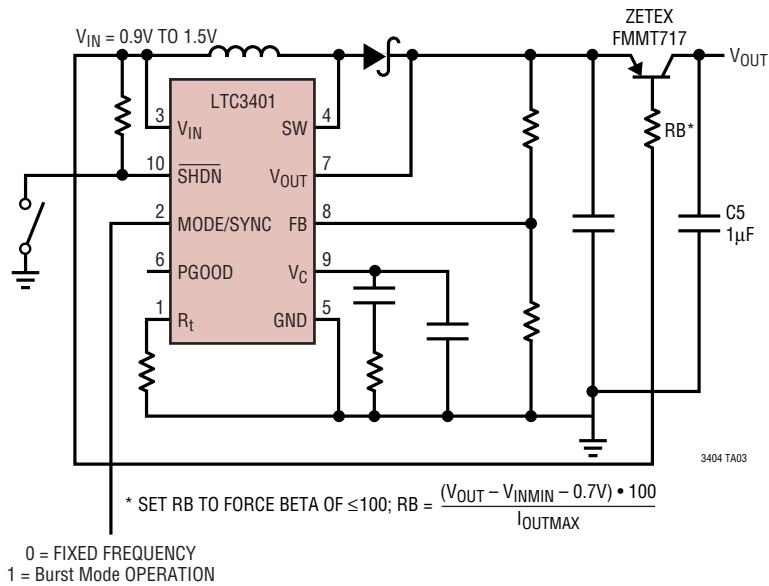 ZETEX
FMMT717
V_IN = 0.9V TO 1.5V
V_OUT
LTC3401
3
V_IN
SW
4
RB*
10
SHDN
V_OUT
7
2
MODE/SYNC
FB
8
C5
1µF
6
PGOOD
V_C
9
1
R_t
GND
5
3404 TA03
* SET RB TO FORCE BETA OF ≤100; RB = (V_OUT – V_INMIN – 0.7V) • 100
I_OUTMAX
0 = FIXED FREQUENCY
1 = Burst Mode OPERATION